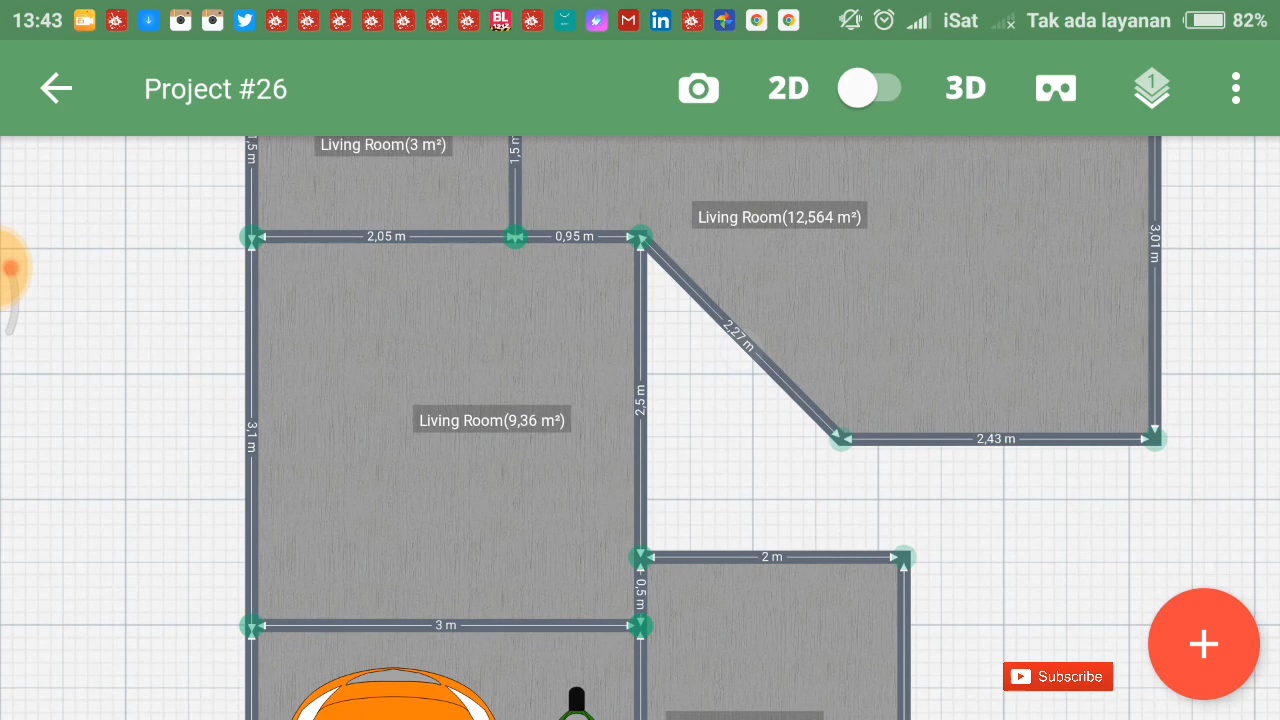 13:43 BL 123 iSat Tak ada layanan 82%
Project #26 2D 3D 1
1,5 m
Living Room(3 m²)
1,5 m
Living Room(12,564 m²)
2,05 m
0,95 m
3,01 m
2,27 m
2,5 m
Living Room(9,36 m²)
3,1 m
2,43 m
2 m
0,5 m
3 m
Subscribe